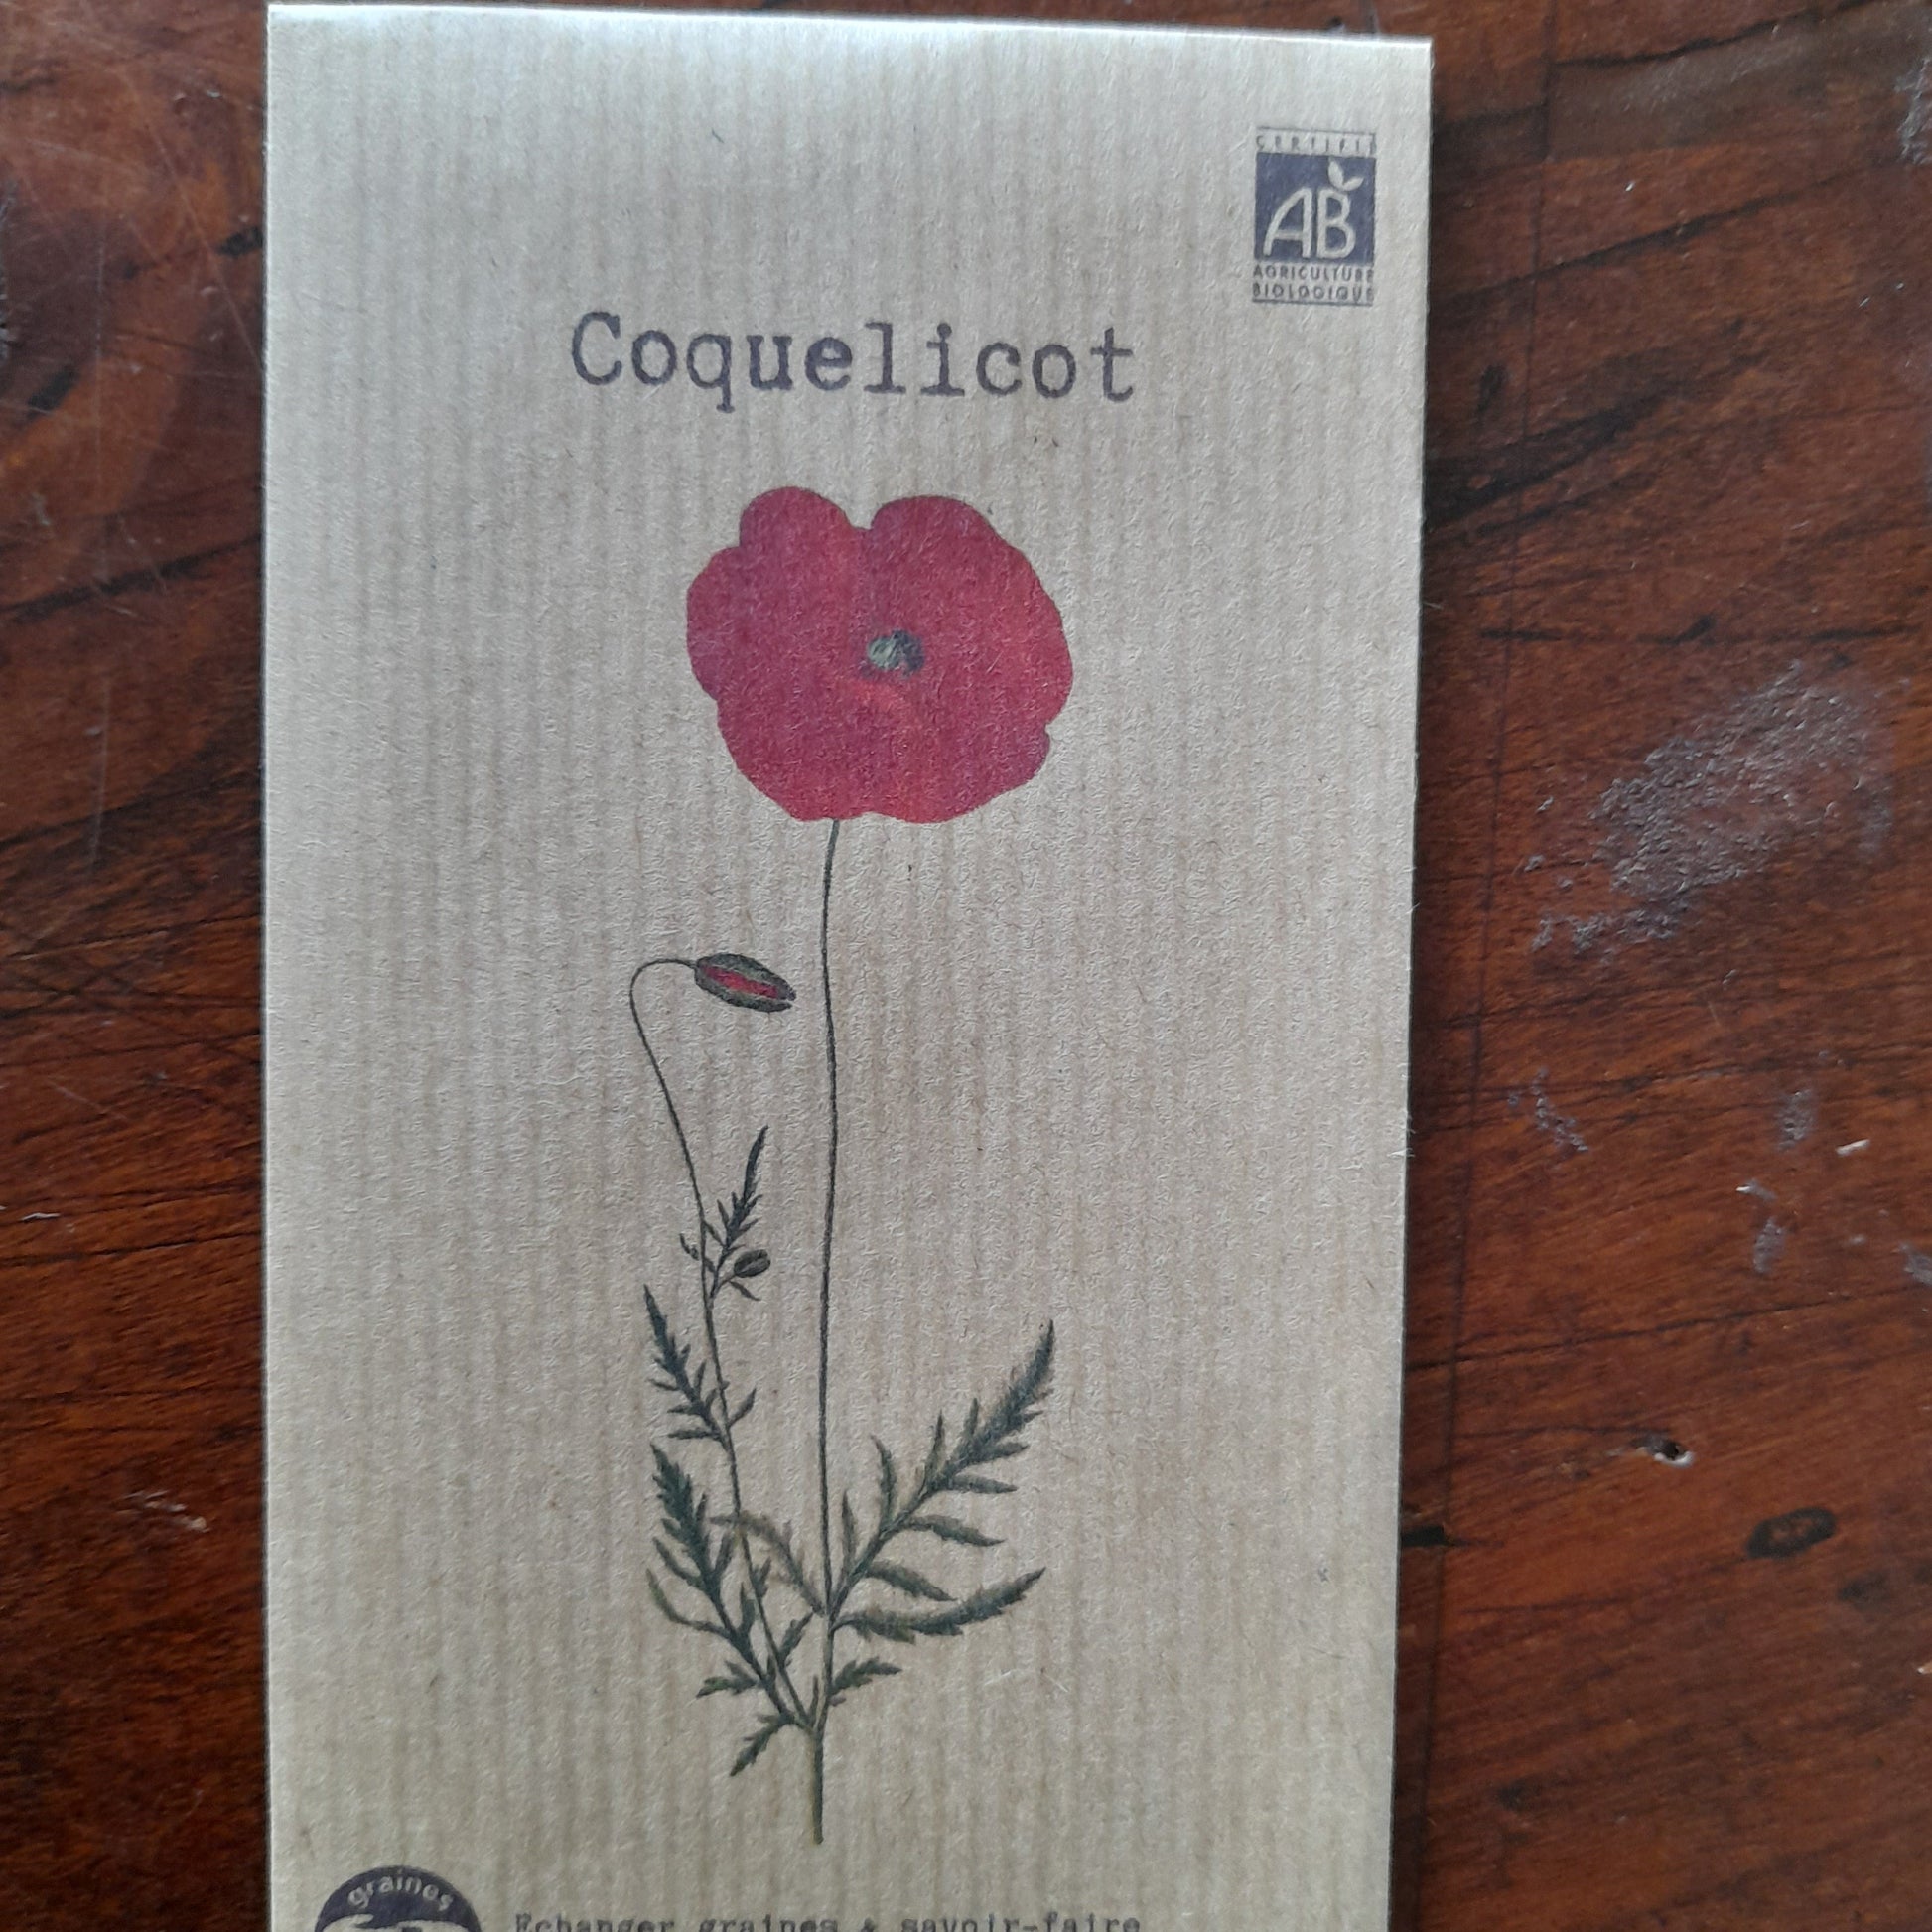 CERTIFIÉ
AB
AGRICULTURE
BIOLOGIQUE
Coquelicot
graines
Echanger graines & savoir-faire